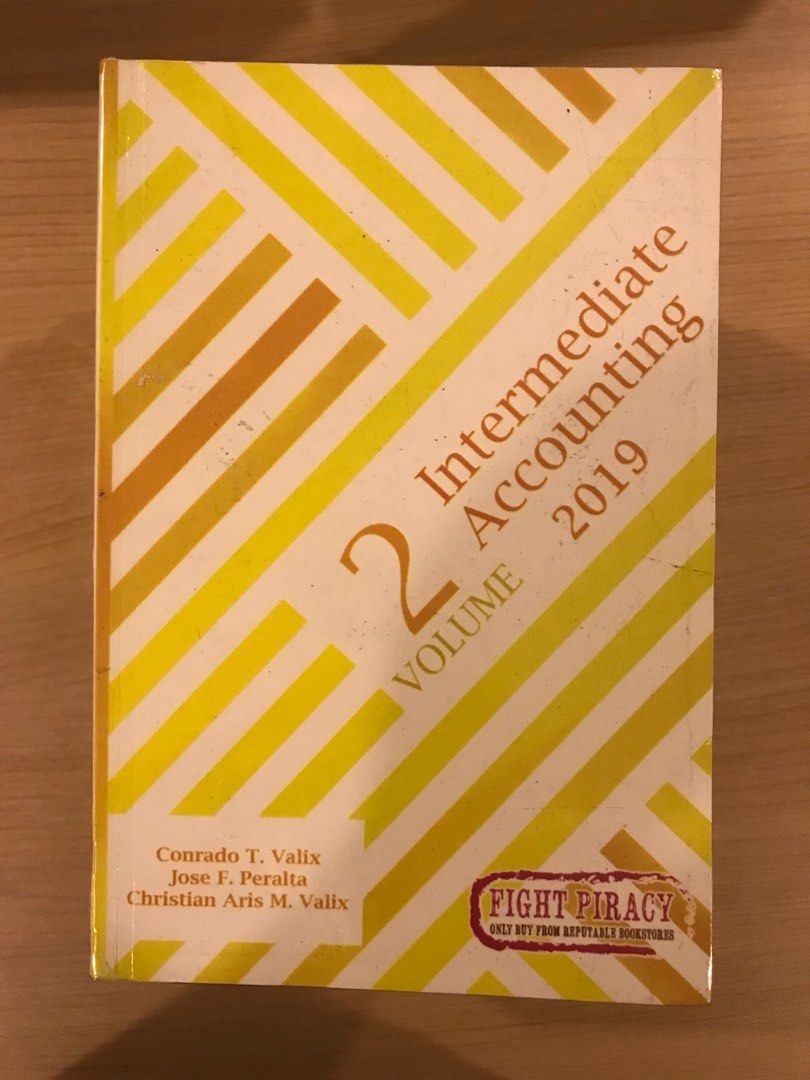 Intermediate
Accounting
2019
2
VOLUME
Conrado T. Valix
Jose F. Peralta
Christian Aris M. Valix
FIGHT PIRACY
ONLY BUY FROM REPUTABLE BOOKSTORES